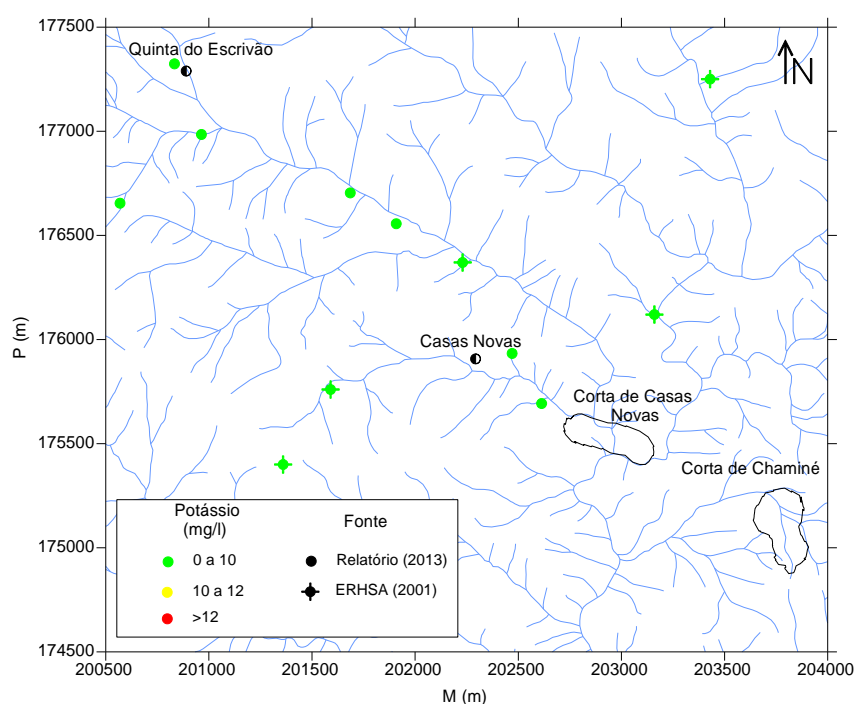 177500
177000
176500
176000
175500
175000
174500
P (m)
Quinta do Escrivão
N
Casas Novas
Corta de Casas
Novas
Corta de Chaminé
Potássio
(mg/l)
0 a 10
10 a 12
>12
Fonte
Relatório (2013)
ERHSA (2001)
200500
201000
201500
202000
202500
203000
203500
204000
M (m)